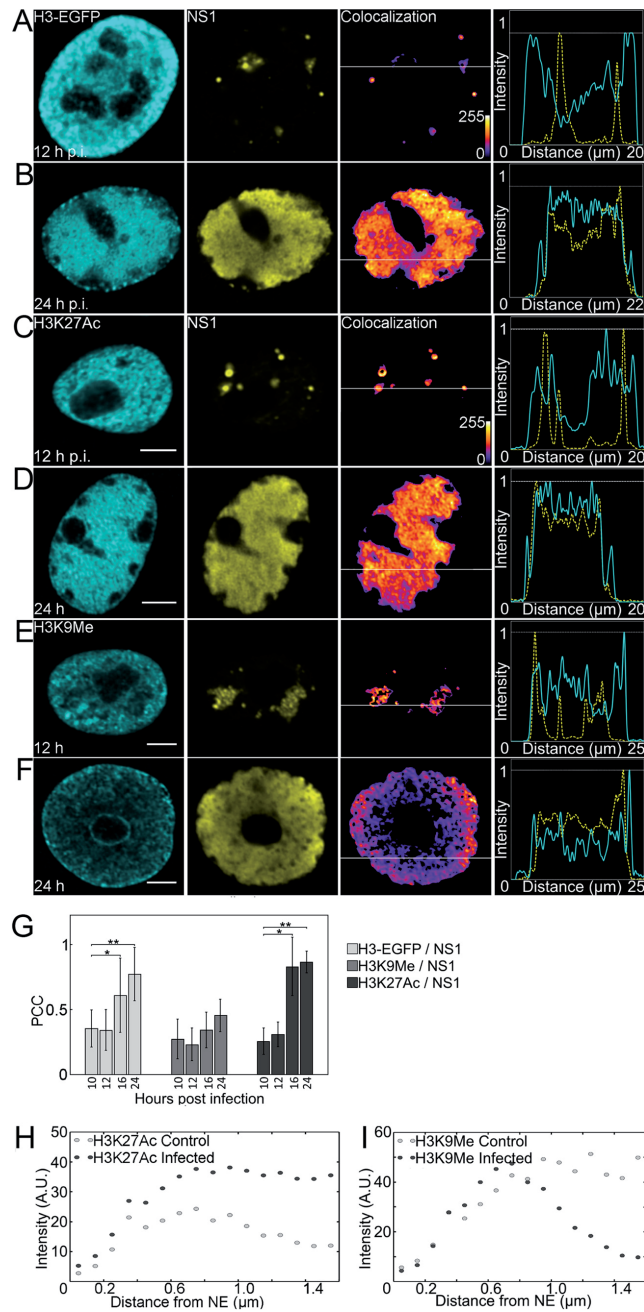 A H3-EGFP NS1 Colocalization
1
Intensity
255
0
12 h p.i.
Distance (µm) 20
B
1
Intensity
24 h p.i.
0 Distance (µm) 22
C H3K27Ac NS1 Colocalization
1
Intensity
255
0
12 h p.i.
0 Distance (µm) 20
D
1
Intensity
24 h
0 Distance (µm) 20
E H3K9Me
1
Intensity
12 h
0 Distance (µm) 25
F
1
Intensity
24 h
0 Distance (µm) 25
G
PCC
1
0.5
0
** * ** *
H3-EGFP / NS1
H3K9Me / NS1
H3K27Ac / NS1
10 12 16 24 10 12 16 24 10 12 16 24
Hours post infection
H
Intensity (A.U.)
50
40
30
20
10
H3K27Ac Control
H3K27Ac Infected
0.2 0.6 1.0 1.4
Distance from NE (µm)
I
Intensity (A.U.)
60
40
20
0
H3K9Me Control
H3K9Me Infected
0.2 0.6 1.0 1.4
Distance from NE (µm)